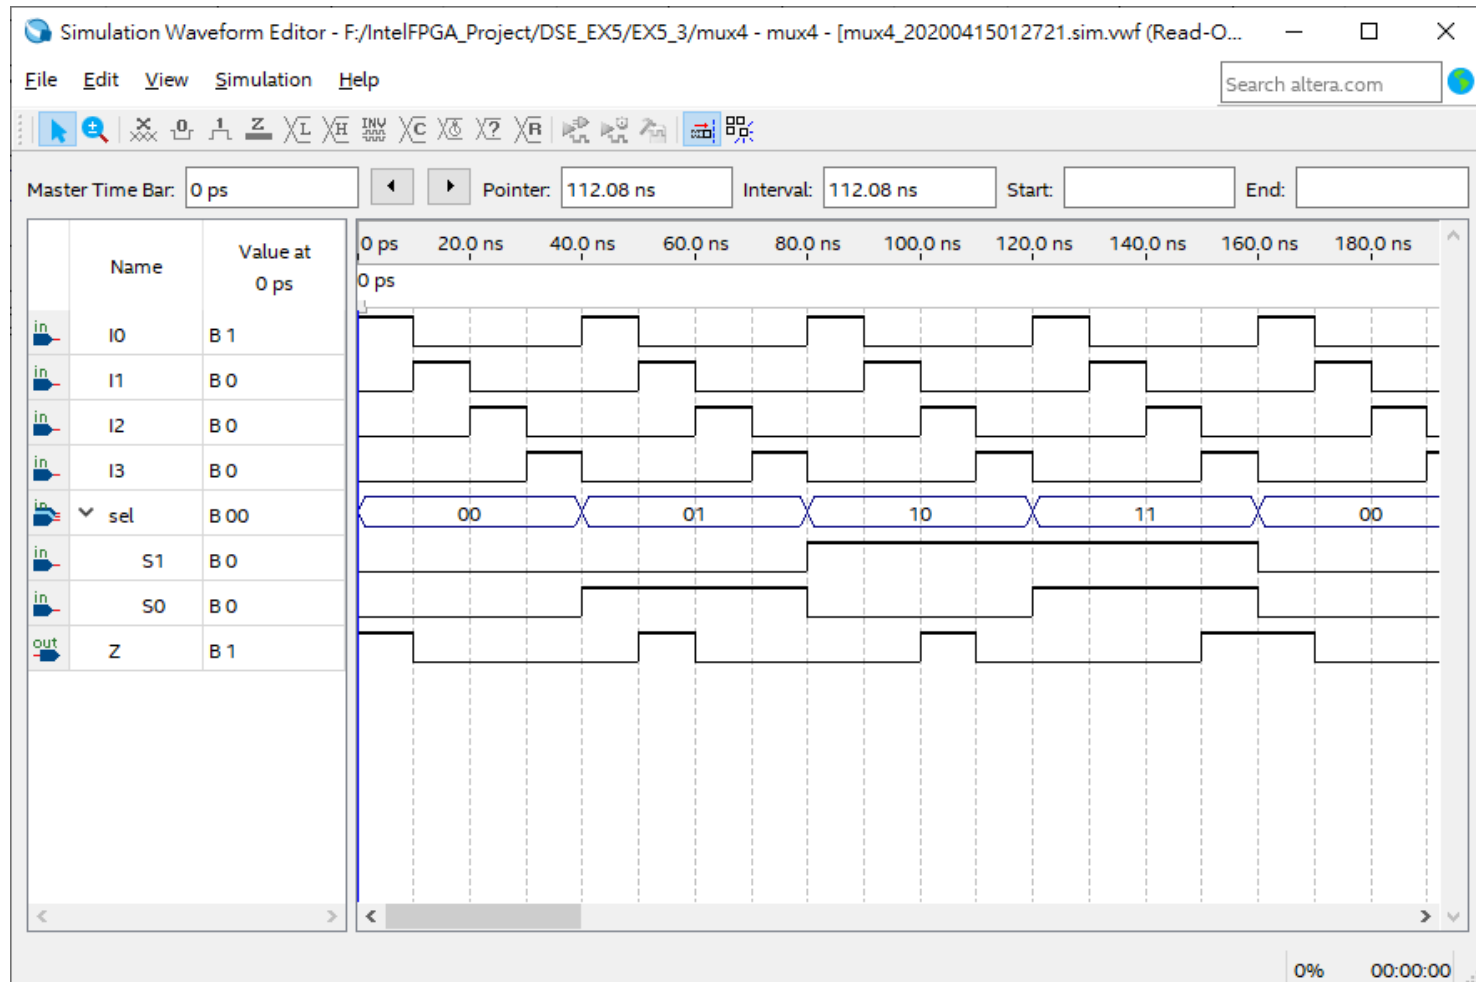 Simulation Waveform Editor - F:/IntelFPGA_Project/DSE_EX5/EX5_3/mux4 - mux4 - [mux4_20200415012721.sim.vwf (Read-O...
File Edit View Simulation Help
Search altera.com
Master Time Bar: 0 ps Pointer: 112.08 ns Interval: 112.08 ns Start: End:
Name Value at 0 ps
0 ps 20.0 ns 40.0 ns 60.0 ns 80.0 ns 100.0 ns 120.0 ns 140.0 ns 160.0 ns 180.0 ns
0 ps
in I0 B 1
in I1 B 0
in I2 B 0
in I3 B 0
in sel B 00 00 01 10 11 00
in S1 B 0
in S0 B 0
out Z B 1
0% 00:00:00